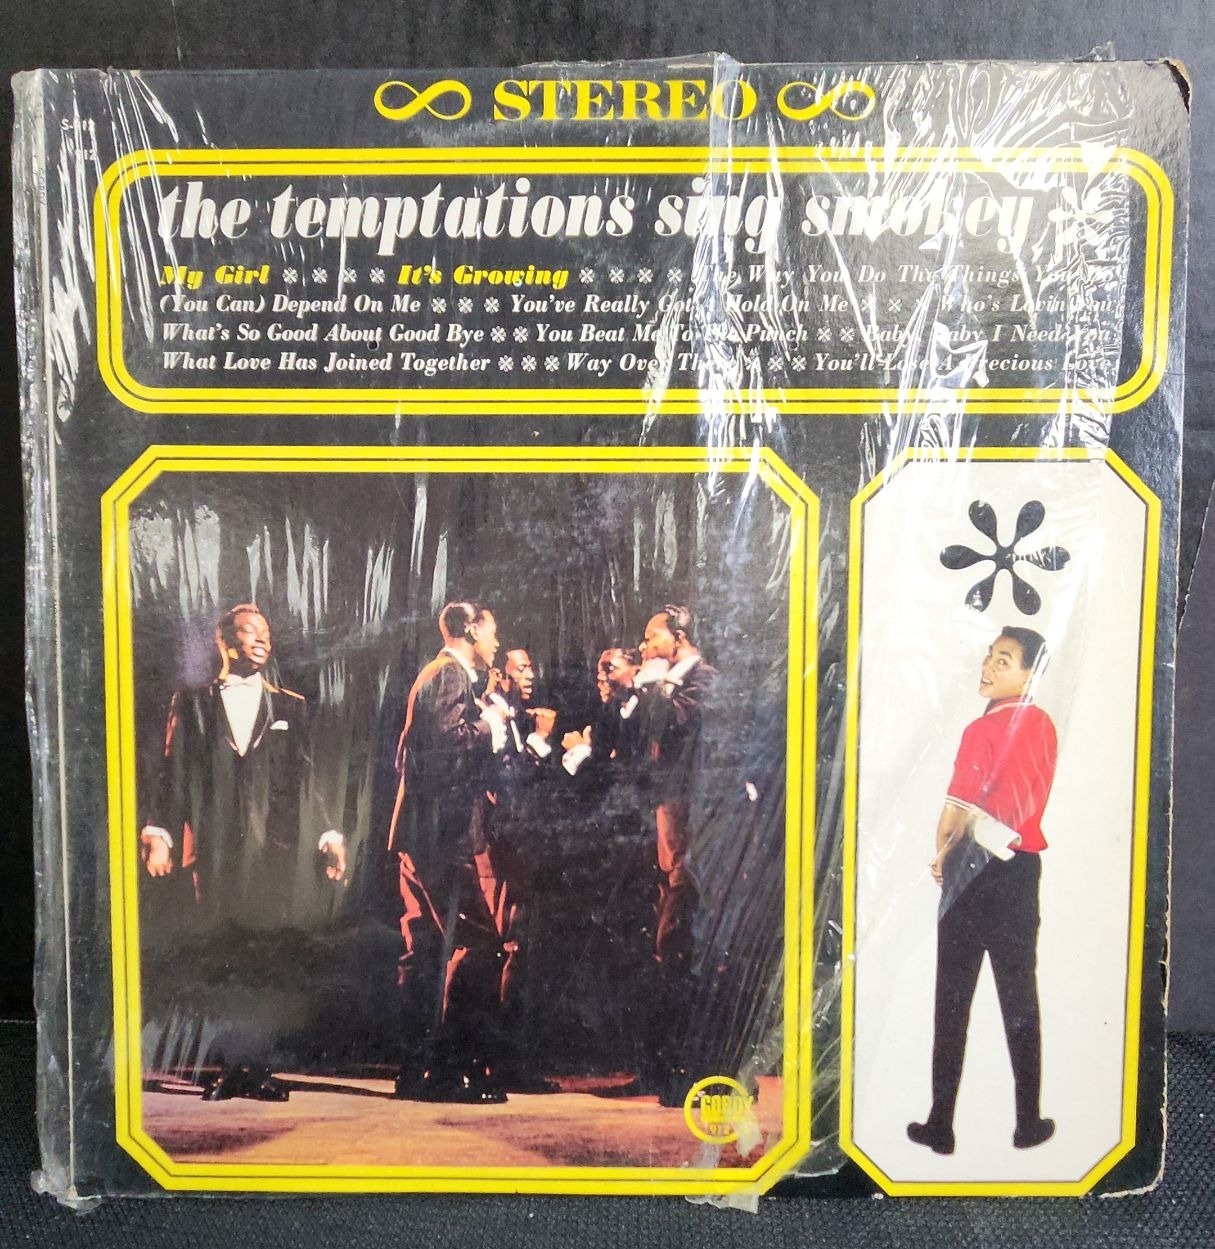 STEREO
S-912
912
the temptations sing smokey
My Girl ※ ※ ※ ※ It's Growing ※ ※ ※ ※ The Way You Do The Things You Do
(You Can) Depend On Me ※ ※ ※ You've Really Got A Hold On Me ※ ※ ※ Who's Lovin' You
What's So Good About Good Bye ※ ※ You Beat Me To The Punch ※ ※ Baby, Baby I Need You
What Love Has Joined Together ※ ※ ※ Way Over There ※ ※ ※ You'll Lose A Precious Love
GORDY
912